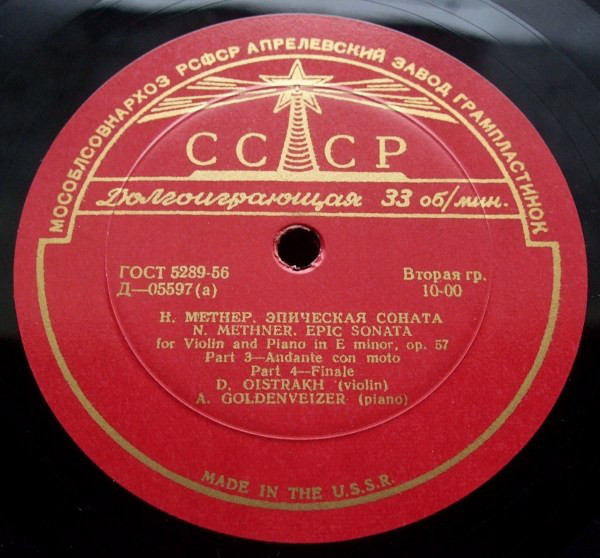 МОСОБЛСОВНАРХОЗ РСФСР АПРЕЛЕВСКИЙ ЗАВОД ГРАМПЛАСТИНОК
СССР
Долгоиграющая 33 об/мин.
ГОСТ 5289-56 Вторая гр.
Д—05597(а) 10-00
Н. МЕТНЕР. ЭПИЧЕСКАЯ СОНАТА
N. METHNER. EPIC SONATA
for Violin and Piano in E minor, op. 57
Part 3—Andante con moto
Part 4—Finale
D. OISTRAKH (violin)
A. GOLDENVEIZER (piano)
MADE IN THE U.S.S.R.